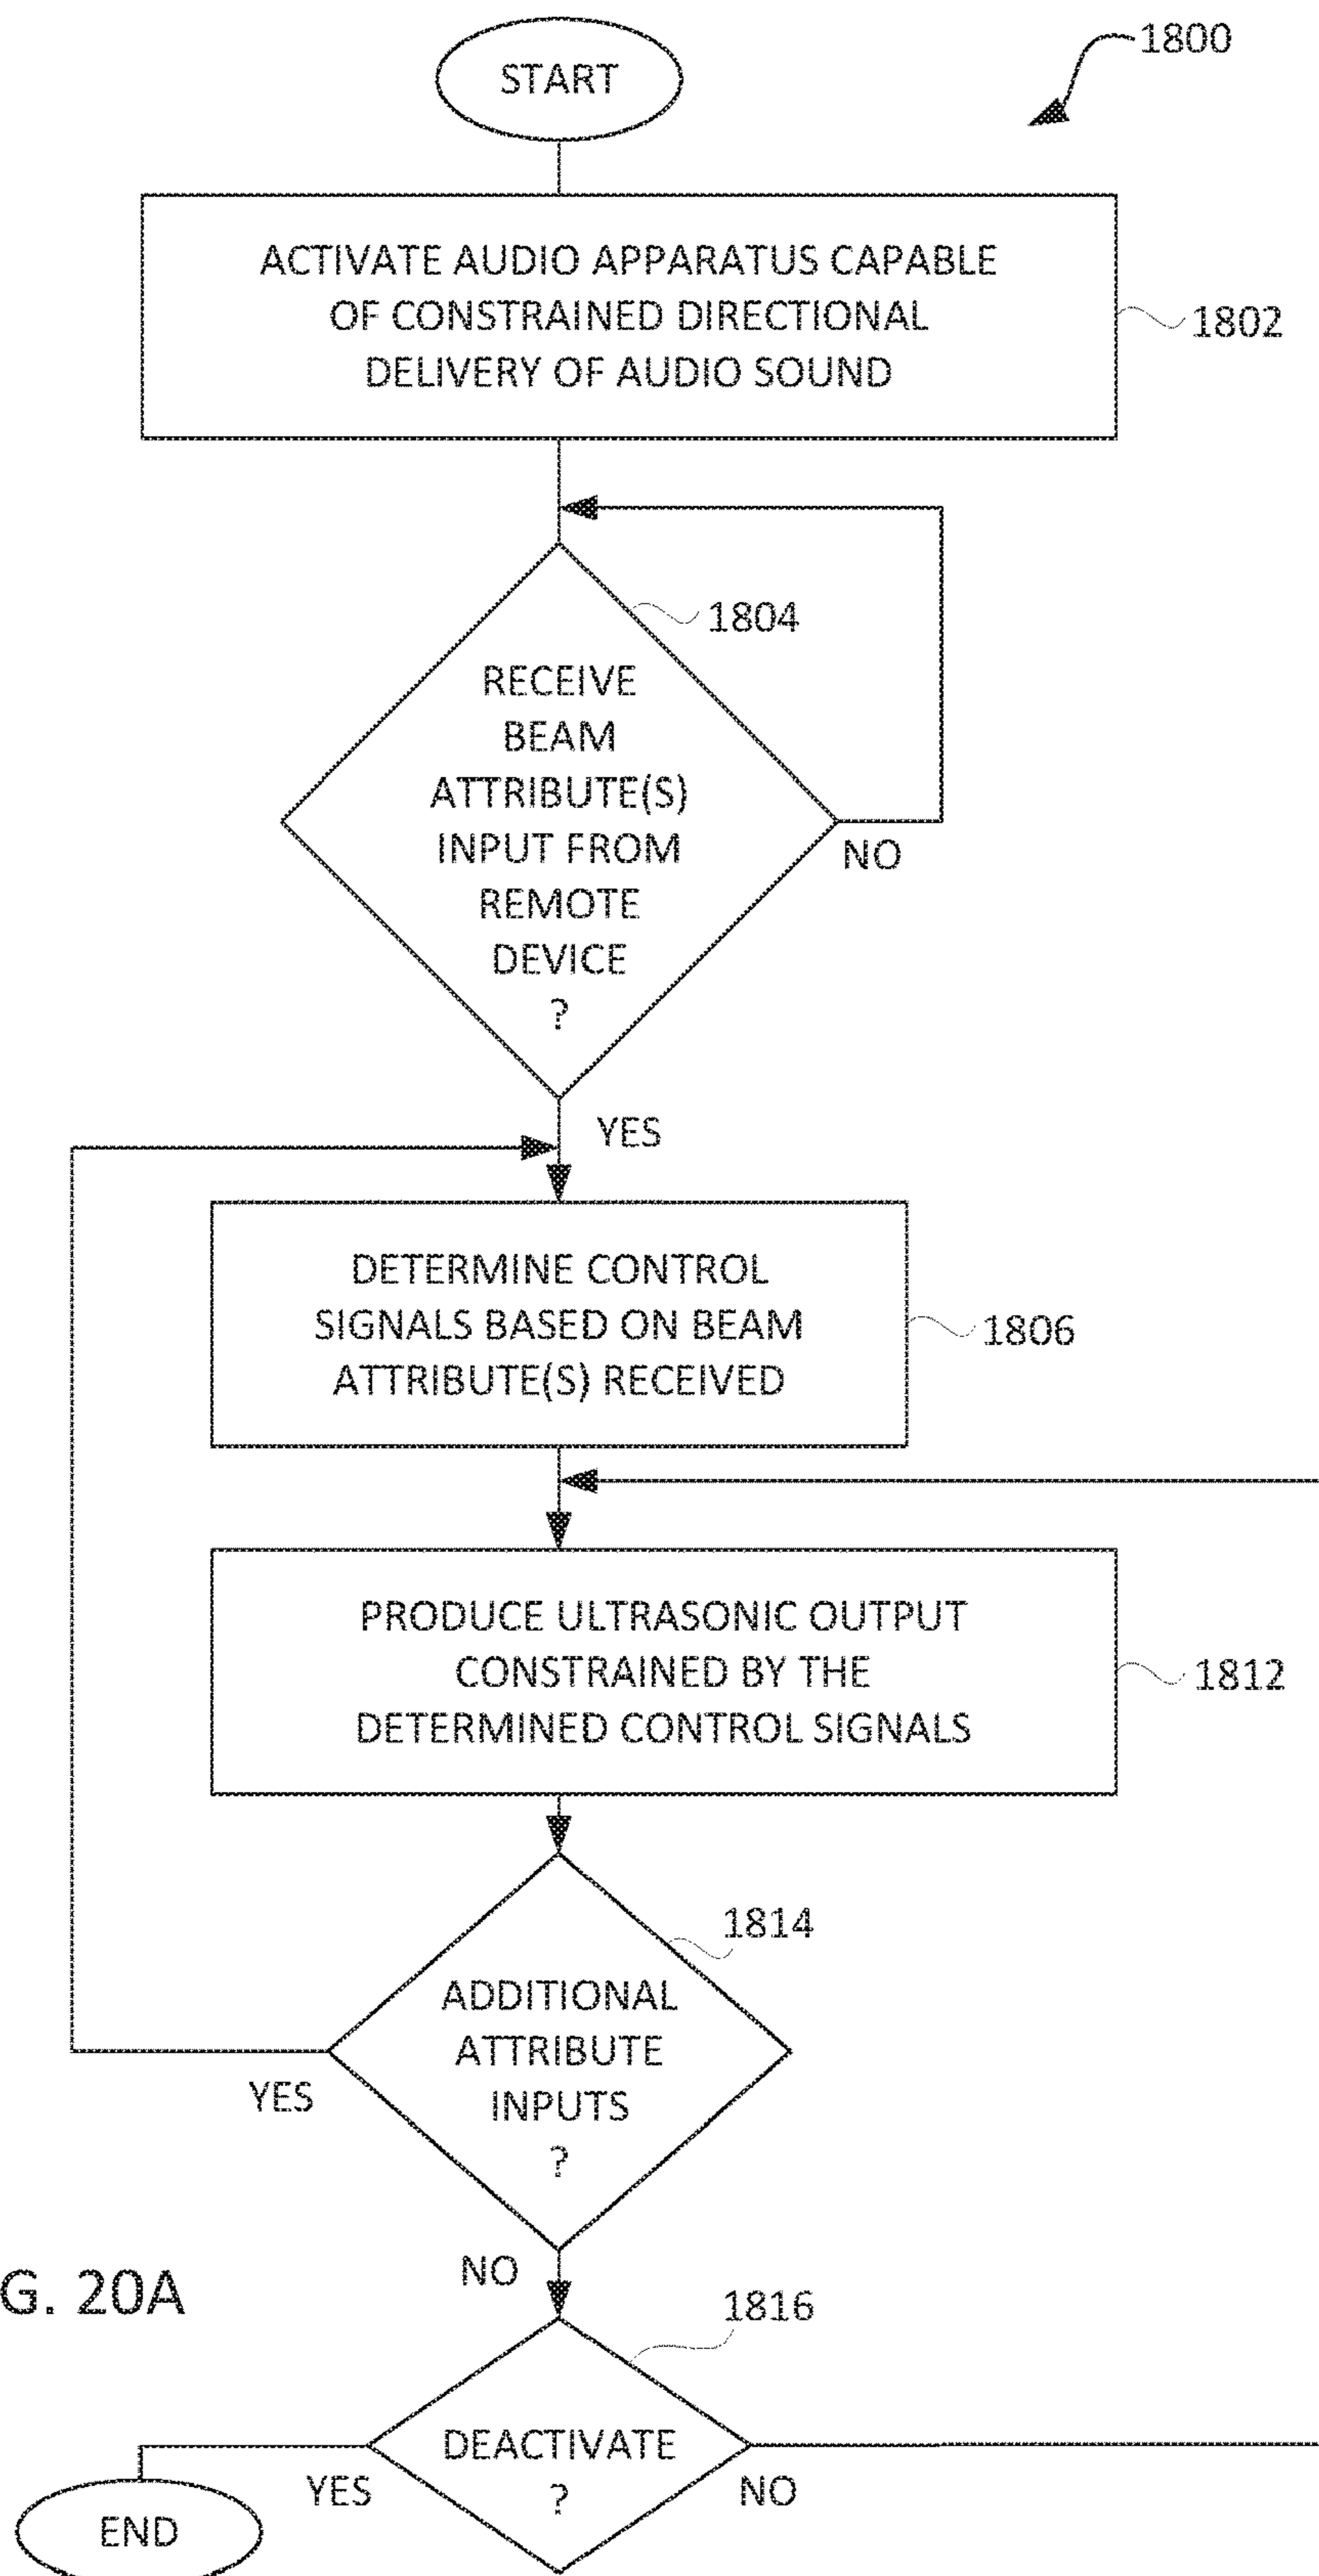 START
1800
ACTIVATE AUDIO APPARATUS CAPABLE
OF CONSTRAINED DIRECTIONAL
DELIVERY OF AUDIO SOUND
1802
1804
RECEIVE
BEAM
ATTRIBUTE(S)
INPUT FROM
REMOTE
DEVICE
?
NO
YES
DETERMINE CONTROL
SIGNALS BASED ON BEAM
ATTRIBUTE(S) RECEIVED
1806
PRODUCE ULTRASONIC OUTPUT
CONSTRAINED BY THE
DETERMINED CONTROL SIGNALS
1812
1814
ADDITIONAL
ATTRIBUTE
INPUTS
?
YES
NO
G. 20A
1816
DEACTIVATE
?
YES
NO
END